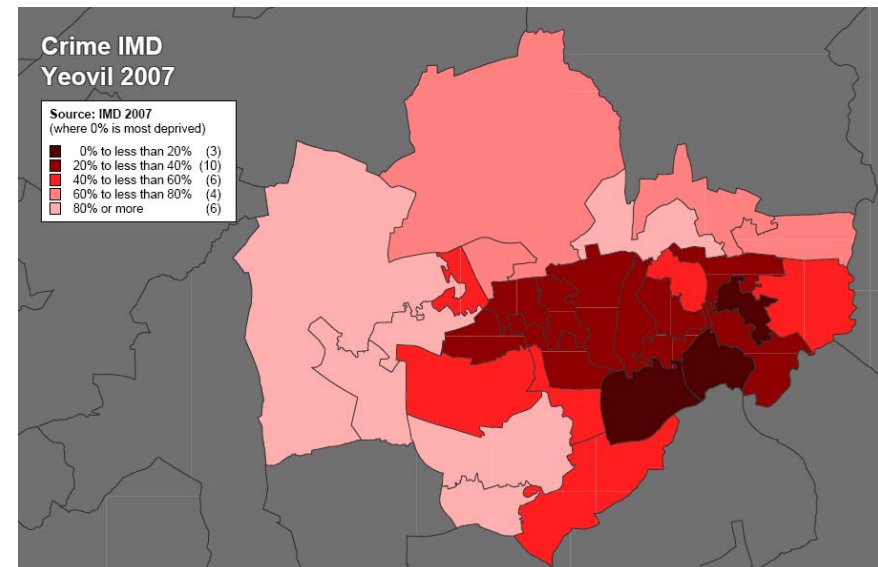 Crime IMD
Yeovil 2007
Source: IMD 2007
(where 0% is most deprived)
0% to less than 20% (3)
20% to less than 40% (10)
40% to less than 60% (6)
60% to less than 80% (4)
80% or more (6)